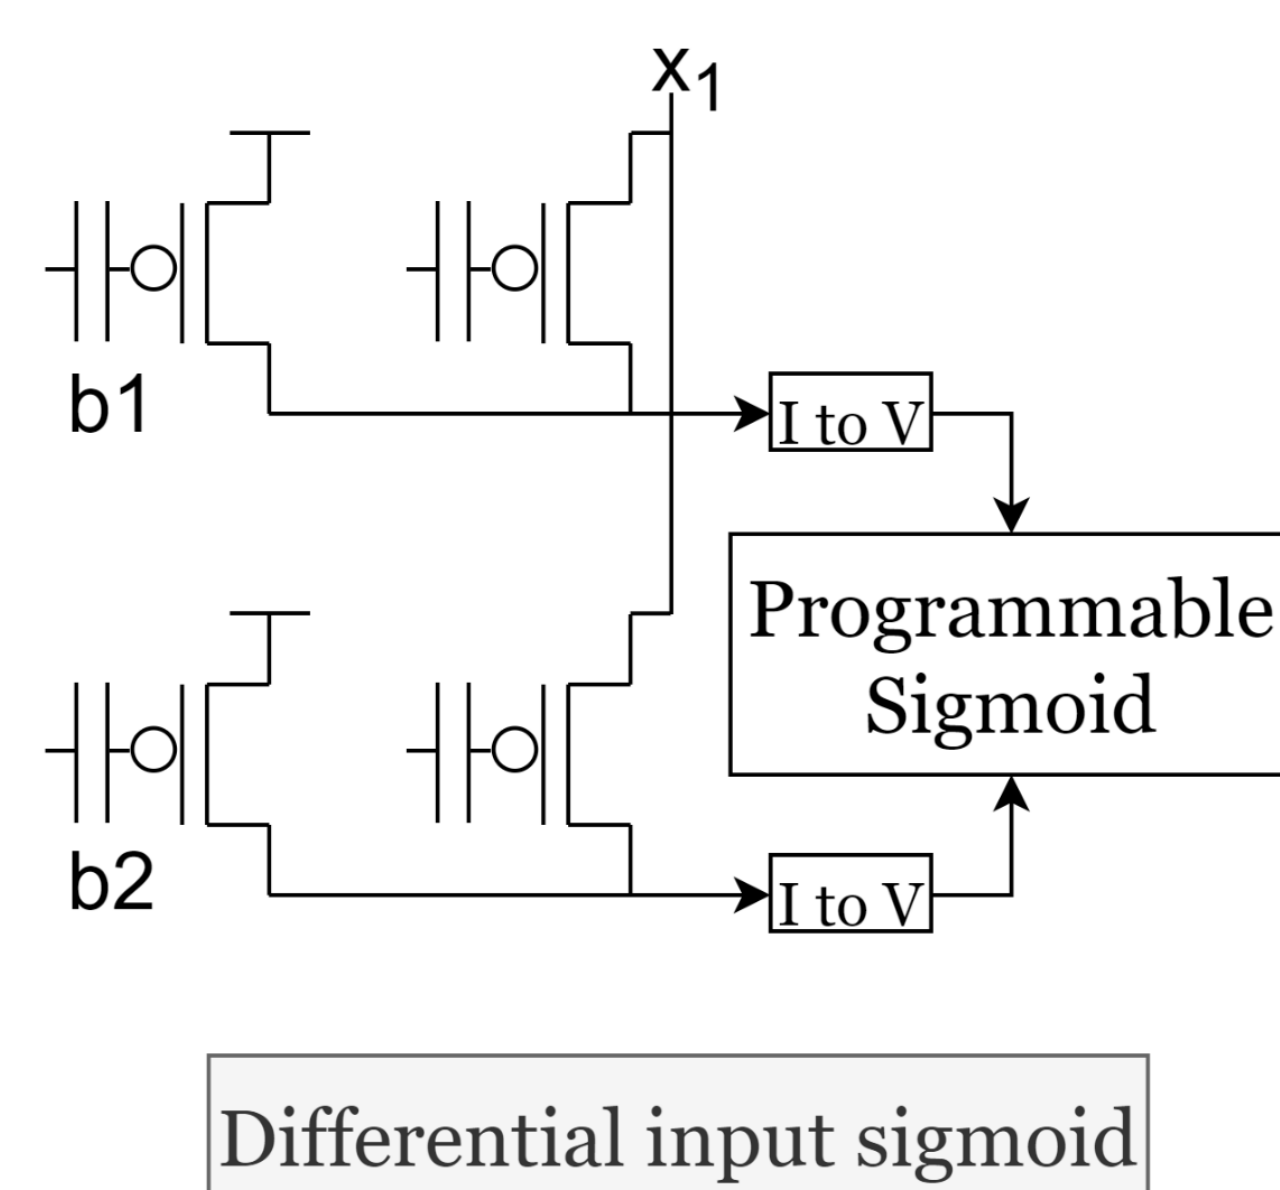 x₁
b1
I to V
Programmable
Sigmoid
b2
I to V
Differential input sigmoid